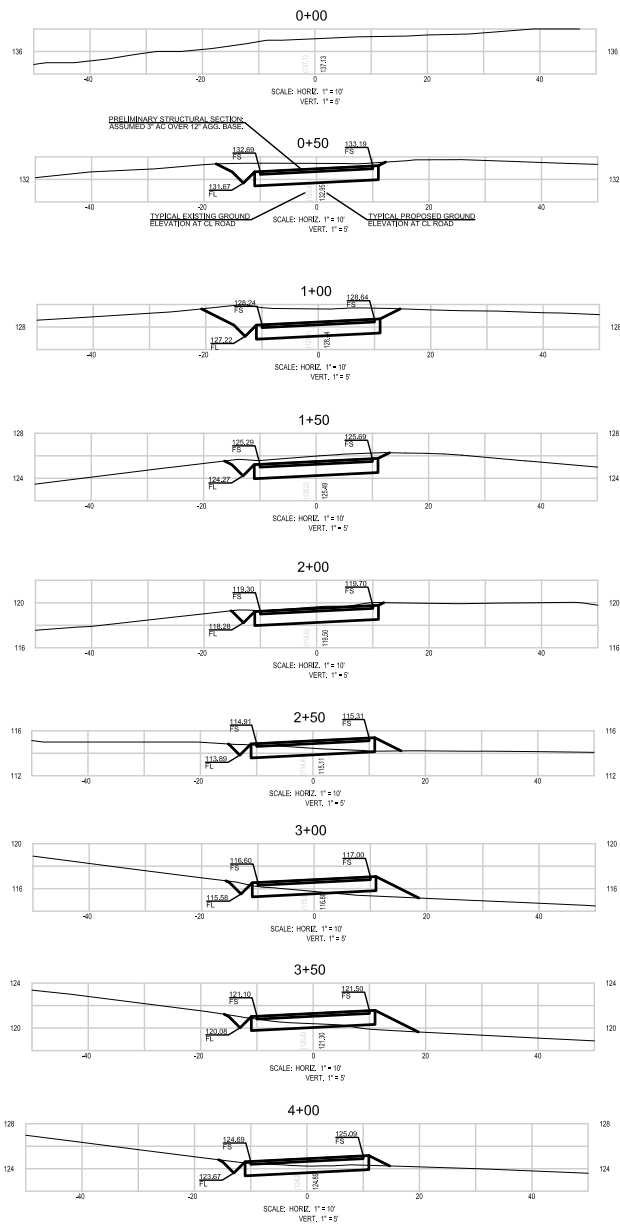 0+00
136 136
-40 -20 0 20 40
137.13
SCALE: HORIZ. 1" = 10'
VERT. 1" = 5'
PRELIMINARY STRUCTURAL SECTION:
ASSUMED 3" AC OVER 12" AGG. BASE.
0+50
132.69
FS
133.19
FS
132 132
131.67
FL
-40 -20 0 20 40
132.95
TYPICAL EXISTING GROUND
ELEVATION AT CL ROAD
TYPICAL PROPOSED GROUND
ELEVATION AT CL ROAD
SCALE: HORIZ. 1" = 10'
VERT. 1" = 5'
1+00
128.24
FS
128.64
FS
128 128
127.22
FL
-40 -20 0 20 40
SCALE: HORIZ. 1" = 10'
VERT. 1" = 5'
1+50
128 128
125.29
FS
125.69
FS
124 124
124.27
FL
-40 -20 0 20 40
125.49
SCALE: HORIZ. 1" = 10'
VERT. 1" = 5'
2+00
119.30
FS
119.70
FS
120 120
118.28
FL
116 116
-40 -20 0 20 40
119.50
SCALE: HORIZ. 1" = 10'
VERT. 1" = 5'
2+50
114.91
FS
115.31
FS
116 116
113.89
FL
112 112
-40 -20 0 20 40
115.11
SCALE: HORIZ. 1" = 10'
VERT. 1" = 5'
3+00
120 120
116.60
FS
117.00
FS
116 116
115.58
FL
-40 -20 0 20 40
SCALE: HORIZ. 1" = 10'
VERT. 1" = 5'
3+50
124 124
121.10
FS
121.50
FS
120 120
120.08
FL
-40 -20 0 20 40
121.30
SCALE: HORIZ. 1" = 10'
VERT. 1" = 5'
4+00
128 128
124.69
FS
125.09
FS
124 124
123.67
FL
-40 -20 0 20 40
124.89
SCALE: HORIZ. 1" = 10'
VERT. 1" = 5'